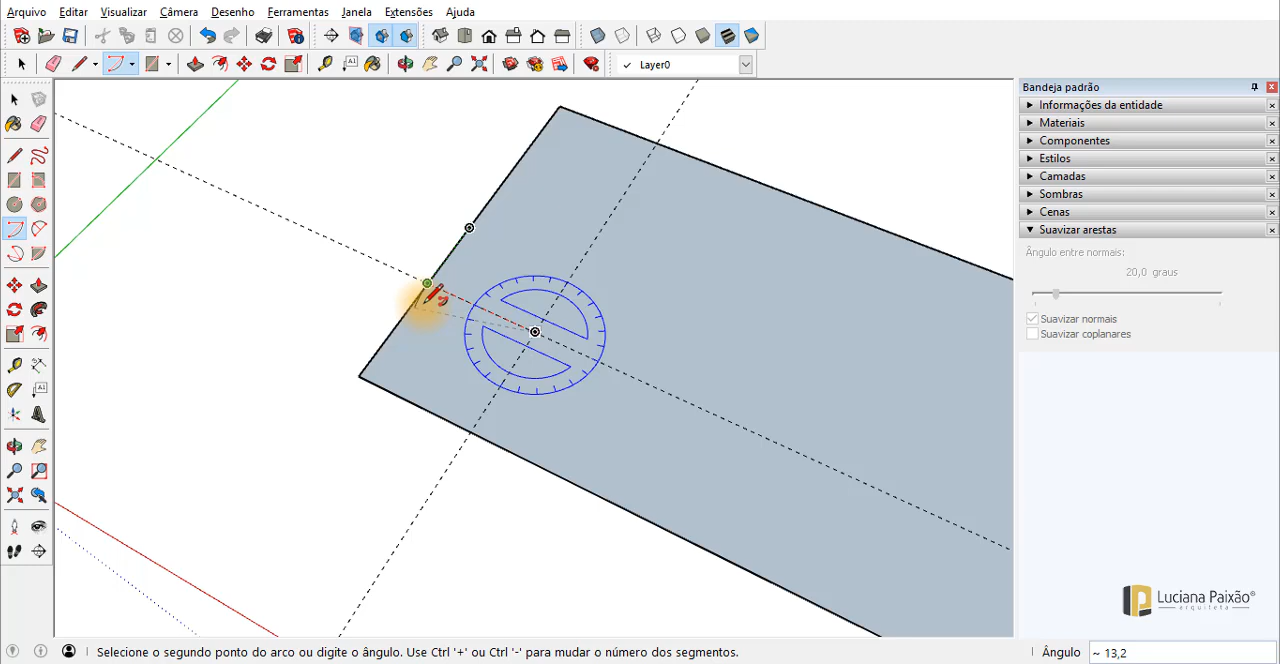 Arquivo Editar Visualizar Câmera Desenho Ferramentas Janela Extensões Ajuda
Layer0
Bandeja padrão
Informações da entidade
Materiais
Componentes
Estilos
Camadas
Sombras
Cenas
Suavizar arestas
Ângulo entre normais:
20,0 graus
Suavizar normais
Suavizar coplanares
Luciana Paixão®
arquiteta
Selecione o segundo ponto do arco ou digite o ângulo. Use Ctrl '+' ou Ctrl '-' para mudar o número dos segmentos. Ângulo ~ 13,2